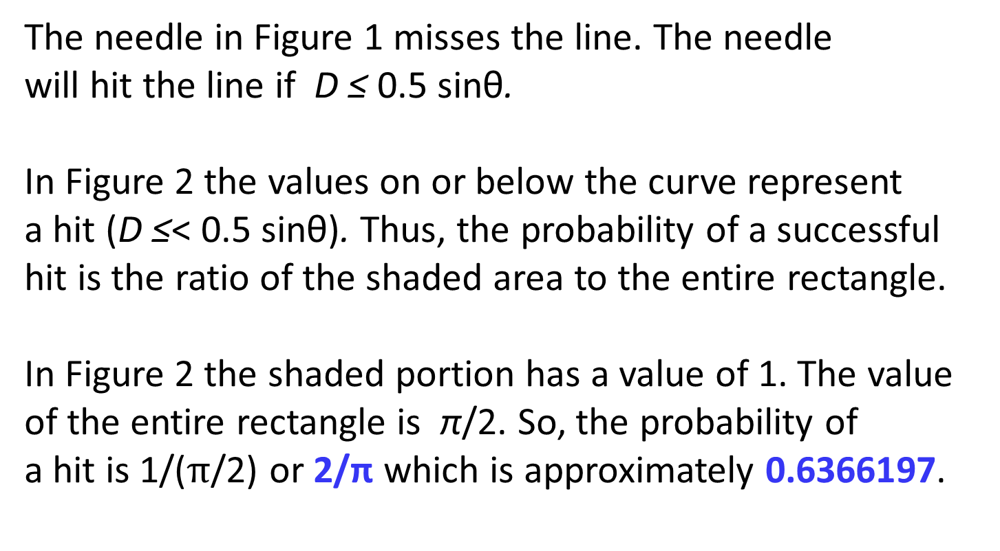 The needle in Figure 1 misses the line. The needle
will hit the line if D ≤ 0.5 sinθ.
In Figure 2 the values on or below the curve represent
a hit (D ≤< 0.5 sinθ). Thus, the probability of a successful
hit is the ratio of the shaded area to the entire rectangle.
In Figure 2 the shaded portion has a value of 1. The value
of the entire rectangle is π/2. So, the probability of
a hit is 1/(π/2) or 2/π which is approximately 0.6366197.